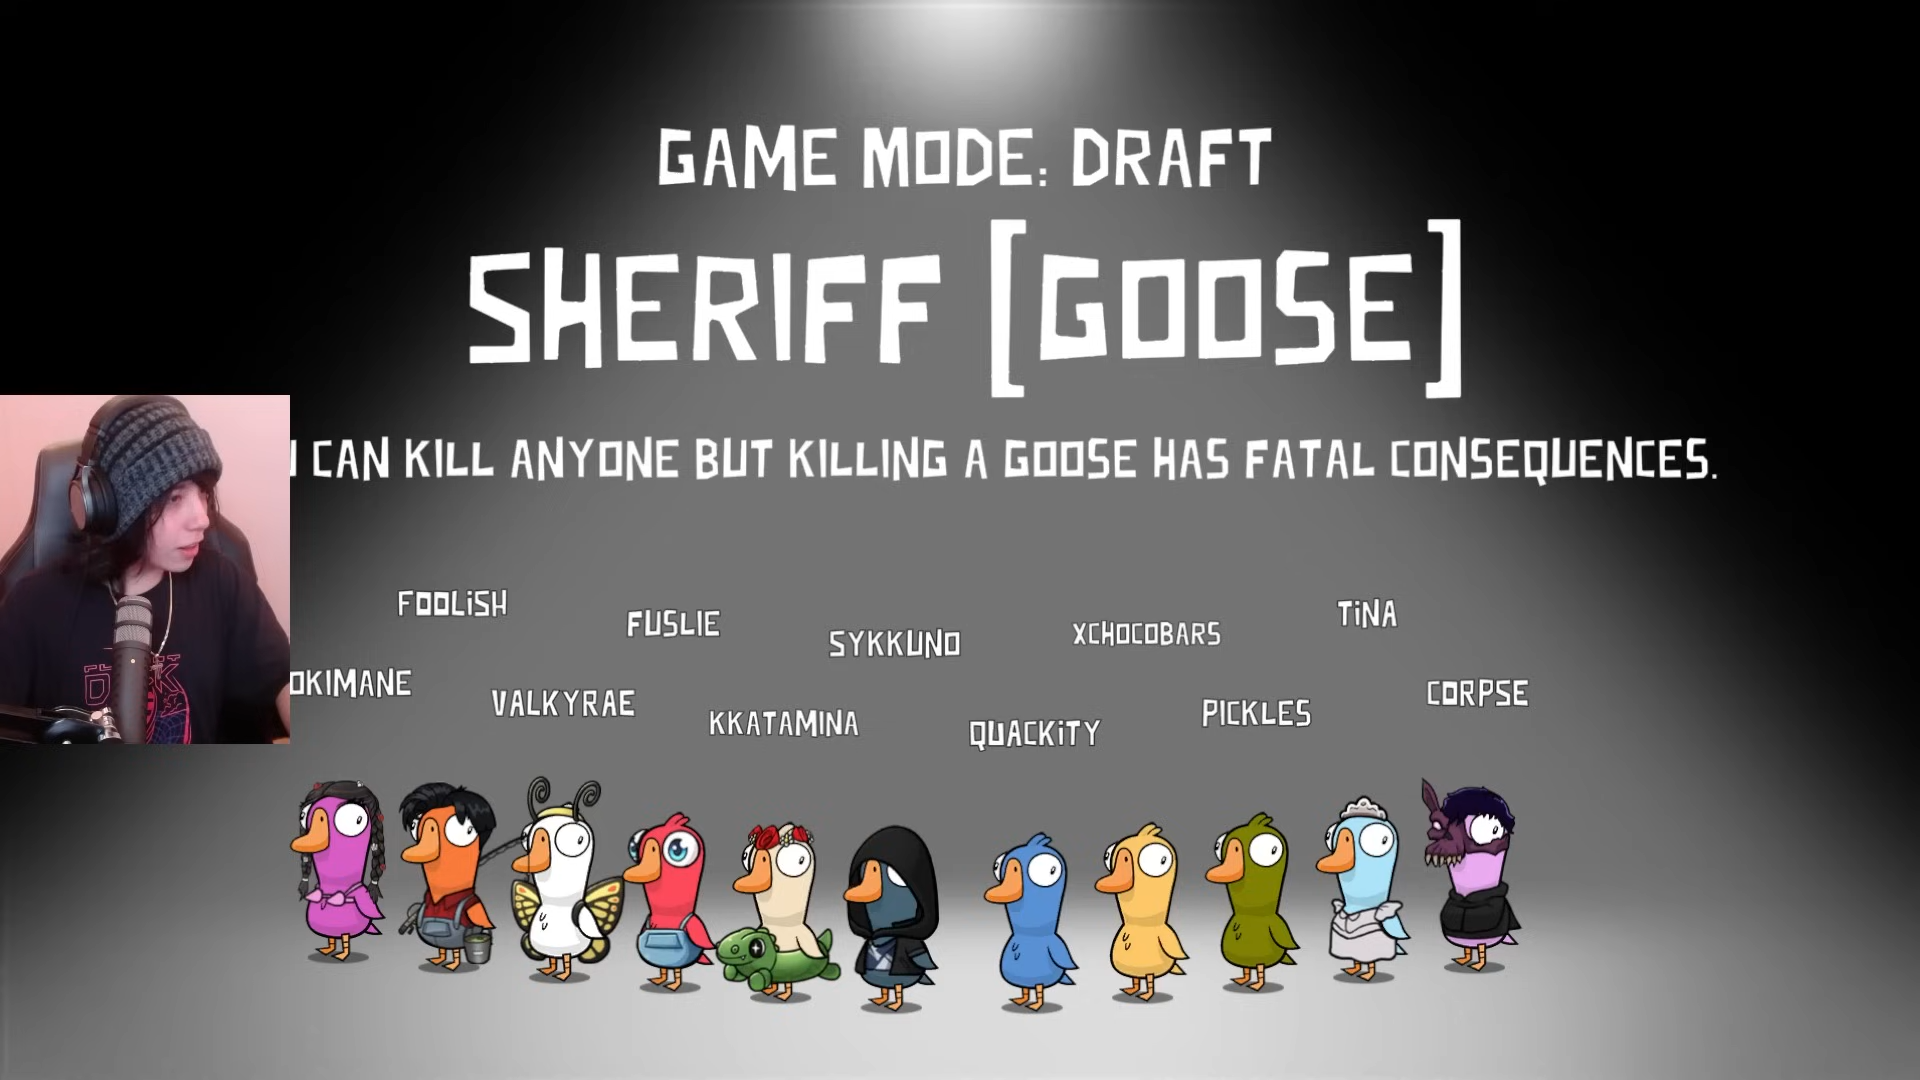 GAME MODE: DRAFT
SHERIFF [GOOSE]
CAN KILL ANYONE BUT KILLING A GOOSE HAS FATAL CONSEQUENCES.
FOOLiSH
FUSLIE
SYKKUNO
XCHOCOBARS
TiNA
OKIMANE
VALKYRAE
KKATAMINA
QUACKiTY
PICKLES
CORPSE